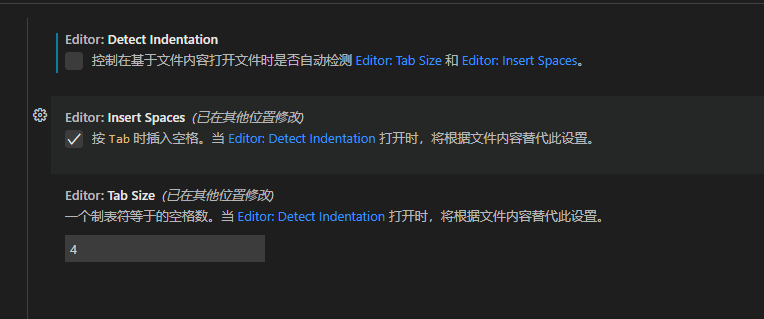 Editor: Detect Indentation
控制在基于文件内容打开文件时是否自动检测 Editor: Tab Size 和 Editor: Insert Spaces。
Editor: Insert Spaces (已在其他位置修改)
按 Tab 时插入空格。当 Editor: Detect Indentation 打开时，将根据文件内容替代此设置。
Editor: Tab Size (已在其他位置修改)
一个制表符等于的空格数。当 Editor: Detect Indentation 打开时，将根据文件内容替代此设置。
4